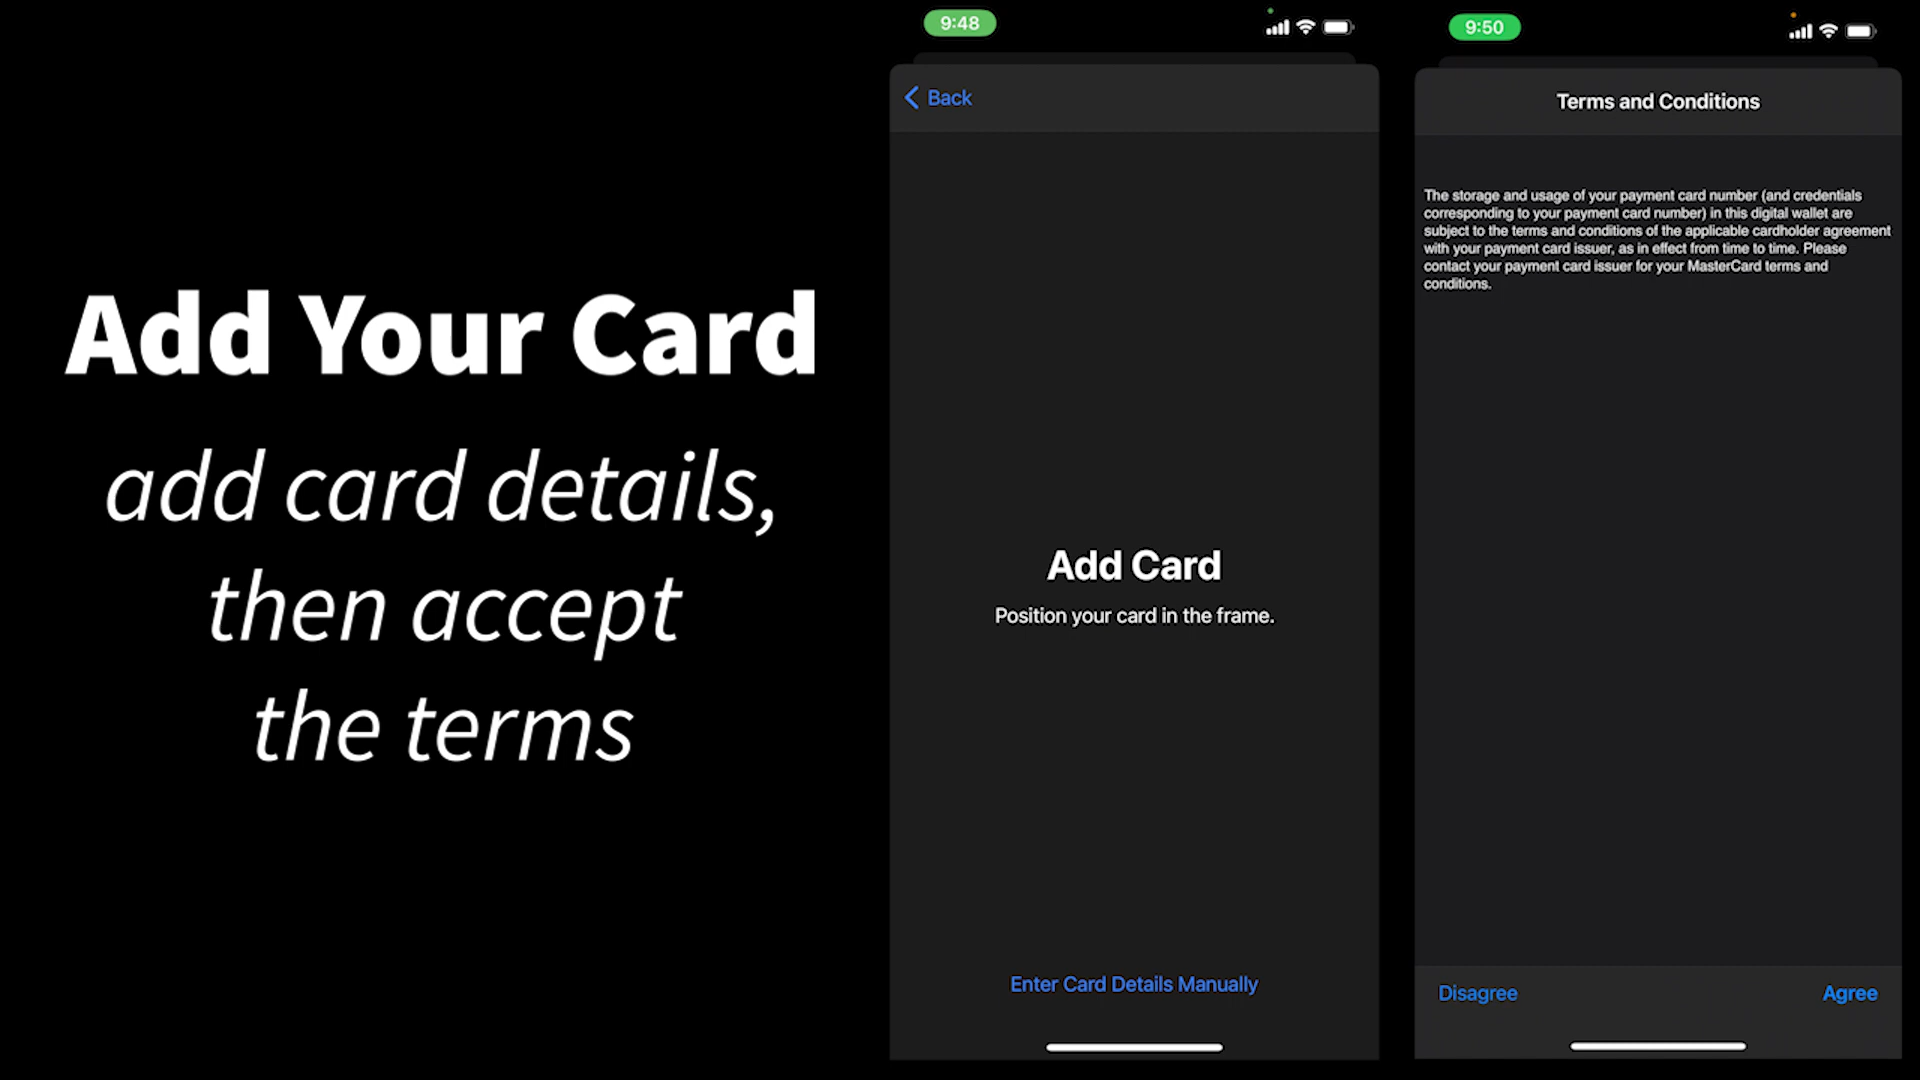 Add Your Card
add card details,
then accept
the terms
9:48
Back
Add Card
Position your card in the frame.
Enter Card Details Manually
9:50
Terms and Conditions
The storage and usage of your payment card number (and credentials
corresponding to your payment card number) in this digital wallet are
subject to the terms and conditions of the applicable cardholder agreement
with your payment card issuer, as in effect from time to time. Please
contact your payment card issuer for your MasterCard terms and
conditions.
Disagree
Agree